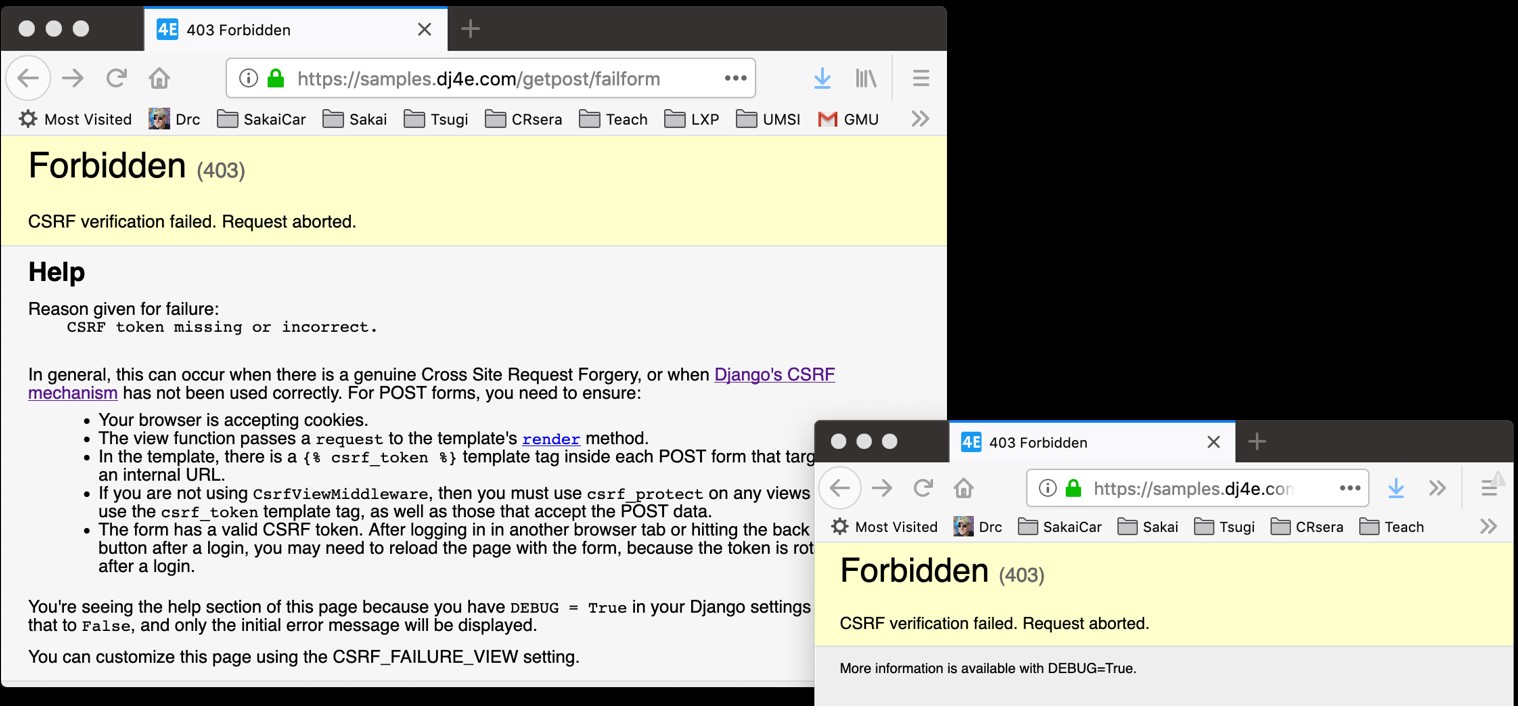 4E 403 Forbidden
https://samples.dj4e.com/getpost/failform
Most Visited Drc SakaiCar Sakai Tsugi CRsera Teach LXP UMSI GMU
Forbidden (403)
CSRF verification failed. Request aborted.
Help
Reason given for failure:
CSRF token missing or incorrect.
In general, this can occur when there is a genuine Cross Site Request Forgery, or when Django's CSRF
mechanism has not been used correctly. For POST forms, you need to ensure:
• Your browser is accepting cookies.
• The view function passes a request to the template's render method.
• In the template, there is a {% csrf_token %} template tag inside each POST form that targ
an internal URL.
• If you are not using CsrfViewMiddleware, then you must use csrf_protect on any views
use the csrf_token template tag, as well as those that accept the POST data.
• The form has a valid CSRF token. After logging in in another browser tab or hitting the back
button after a login, you may need to reload the page with the form, because the token is rot
after a login.
You're seeing the help section of this page because you have DEBUG = True in your Django settings
that to False, and only the initial error message will be displayed.
You can customize this page using the CSRF_FAILURE_VIEW setting.
4E 403 Forbidden
https://samples.dj4e.con
Most Visited Drc SakaiCar Sakai Tsugi CRsera Teach
Forbidden (403)
CSRF verification failed. Request aborted.
More information is available with DEBUG=True.